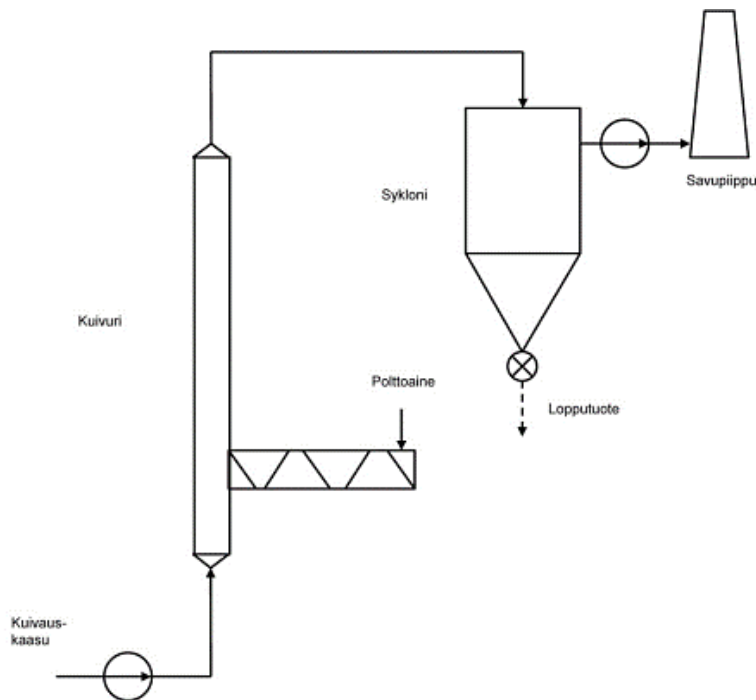 Savupiippu
Sykloni
Kuivuri
Polttoaine
Lopputuote
Kuivaus-
kaasu